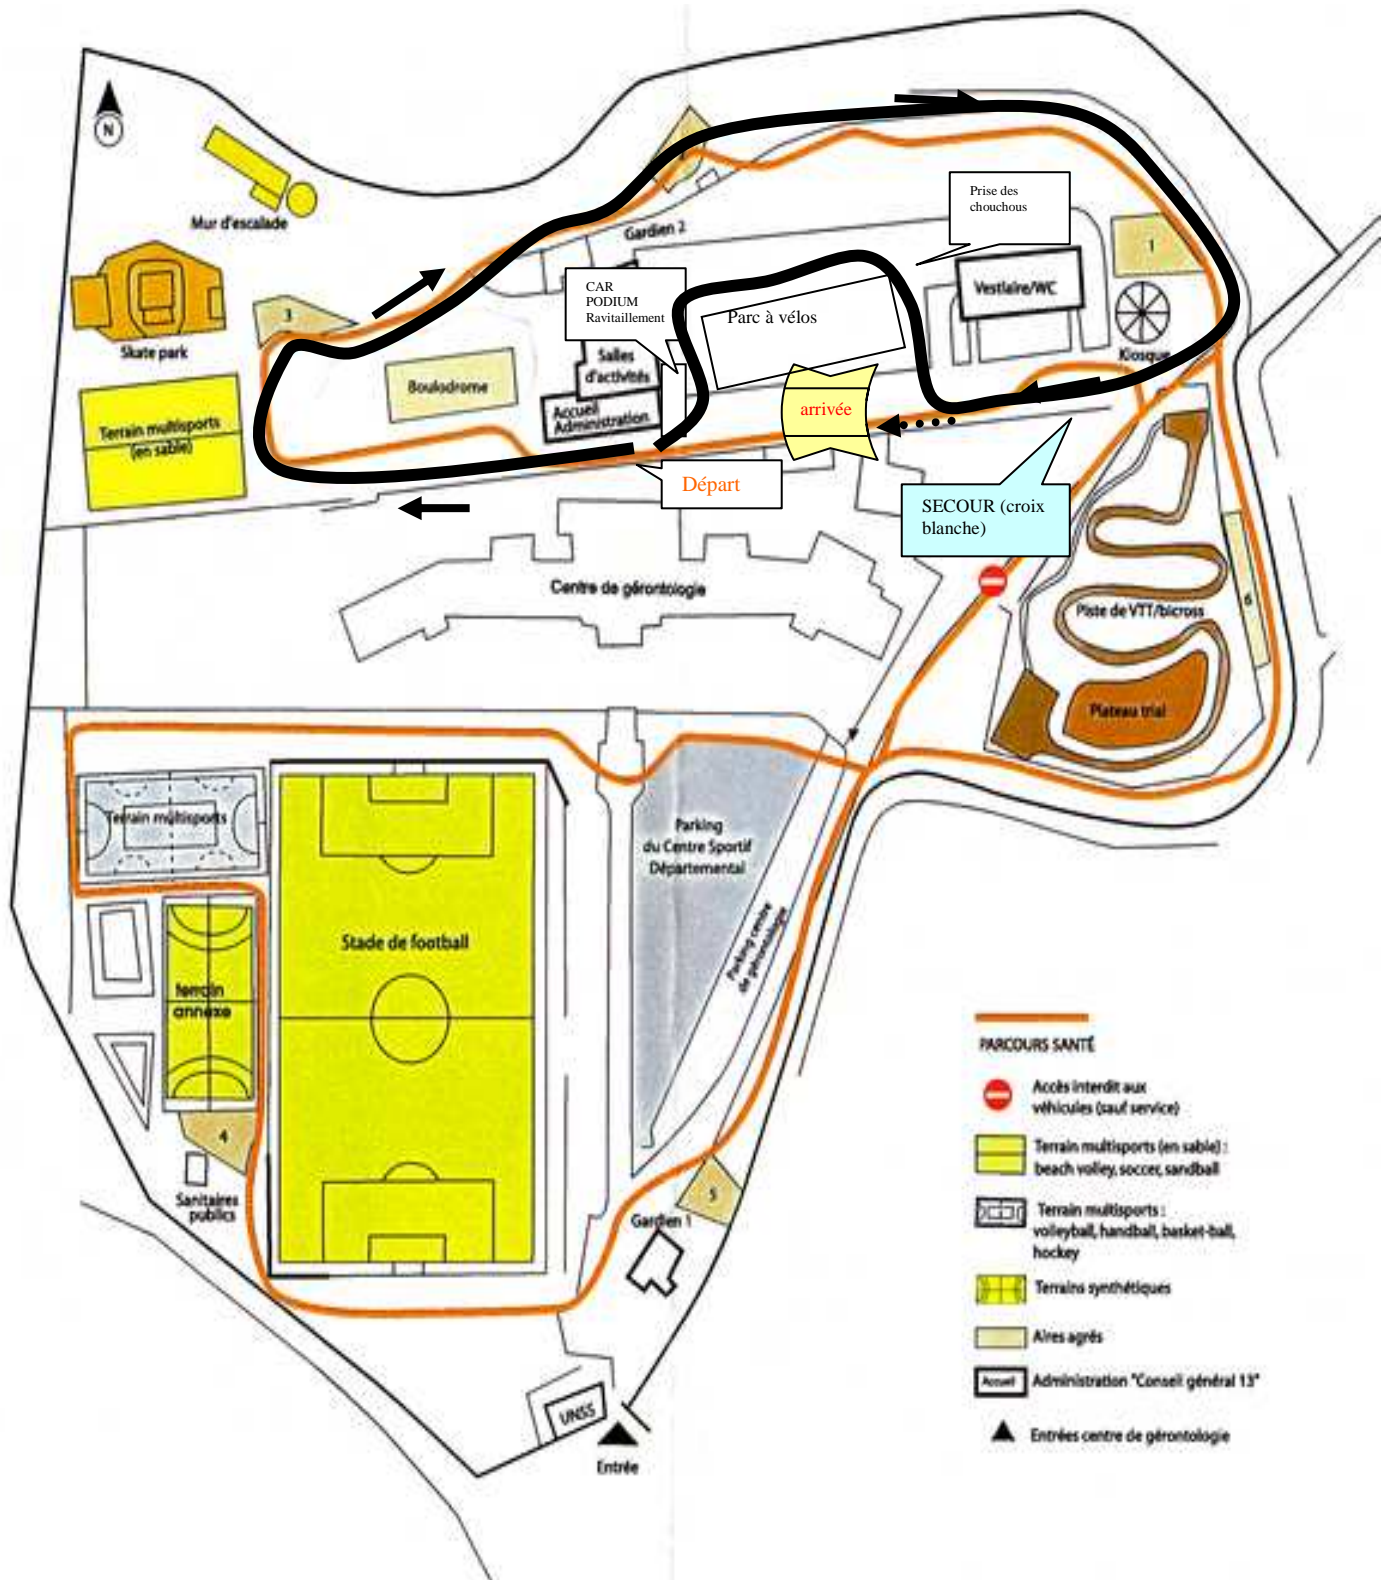 N
Mur d'escalade
Gardien 2
Prise des
chouchous
1
CAR
PODIUM
Ravitaillement
Vestiaire/WC
3
Parc à vélos
Skate park
Salles
d'activités
Kiosque
Boulodrome
arrivée
Accueil
Administration
Terrain multisports
(en sable)
Départ
SECOUR (croix
blanche)
Centre de gérontologie
Piste de VTT/bicross
6
Plateau trial
Terrain multisports
Parking
du Centre Sportif
Départemental
Stade de football
Parking centre
de gérontologie
terrain
annexe
4
Sanitaires
publics
5
Gardien 1
UNSS
Entrée
PARCOURS SANTÉ
Accès interdit aux
véhicules (sauf service)
Terrain multisports (en sable) :
beach volley, soccer, sandball
Terrain multisports :
volleyball, handball, basket-ball,
hockey
Terrains synthétiques
Aires agrés
Accueil
Administration "Conseil général 13"
Entrées centre de gérontologie